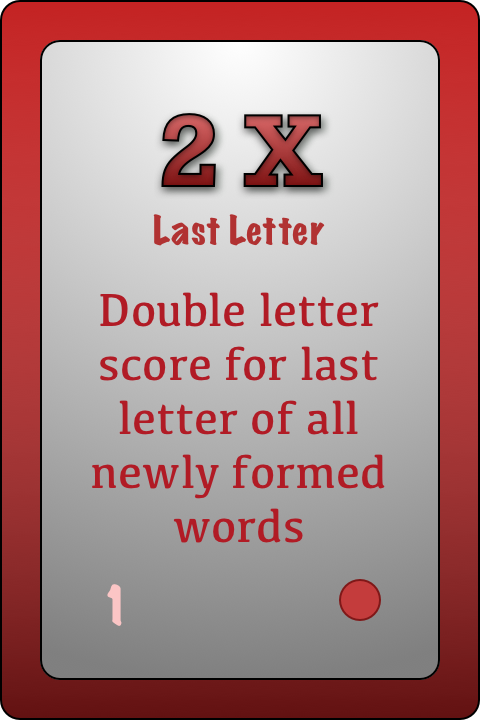 2 X
Last Letter
Double letter
score for last
letter of all
newly formed
words
1